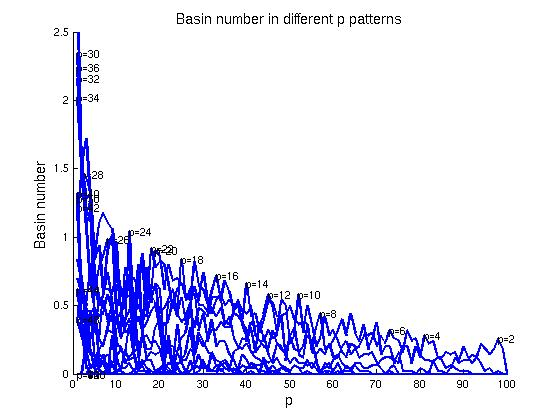 Basin number in different p patterns
2.5
p=30
p=36
p=32
2
p=34
1.5
p=28
1
p=26
p=24
p=22
p=20
p=18
p=16
p=14
p=12
p=10
p=8
p=6
p=4
p=2
0.5
0
0
10
20
30
40
50
60
70
80
90
100
p
Basin number